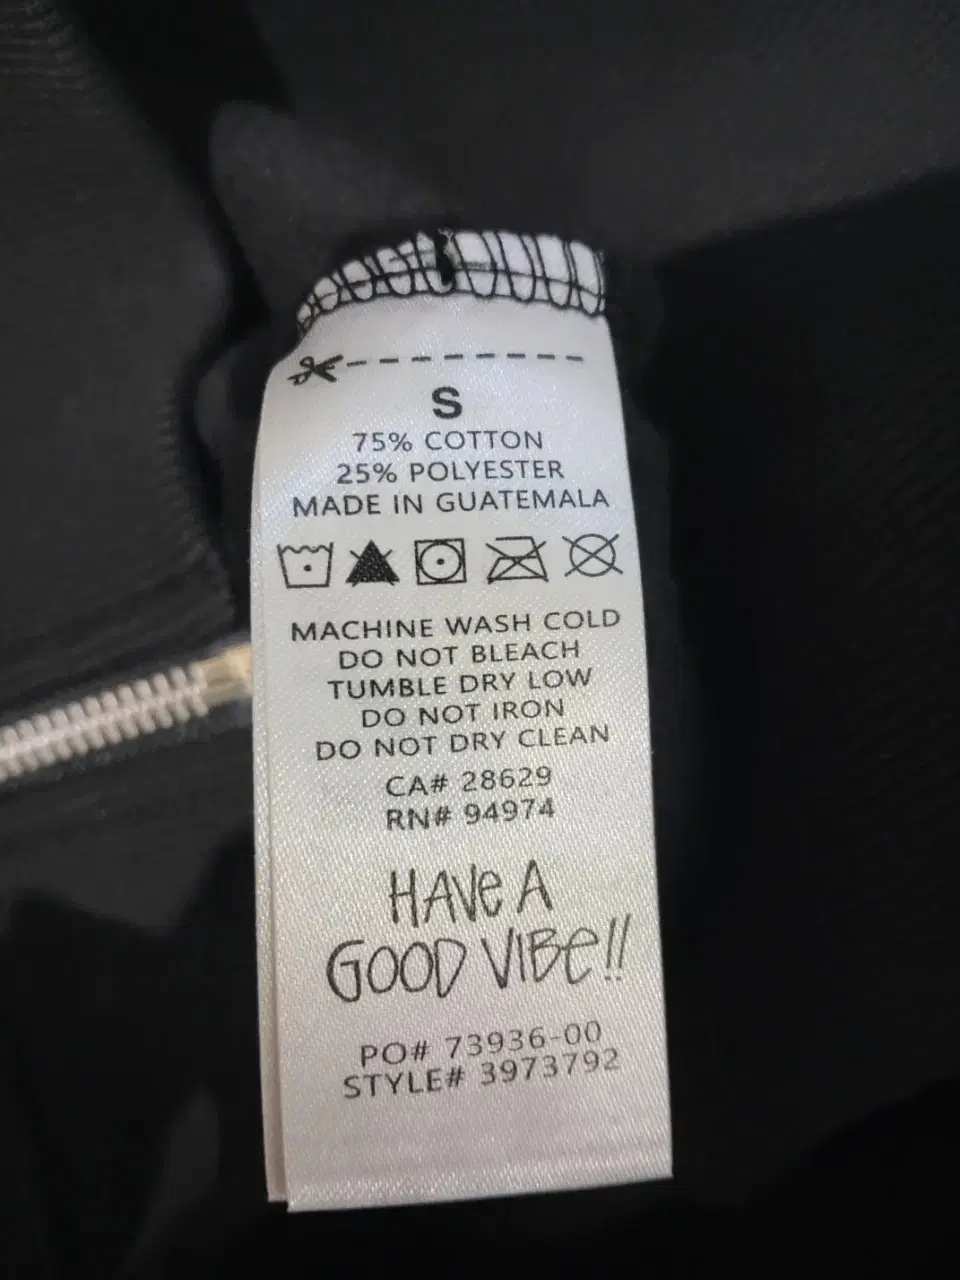 S
75% COTTON
25% POLYESTER
MADE IN GUATEMALA
MACHINE WASH COLD
DO NOT BLEACH
TUMBLE DRY LOW
DO NOT IRON
DO NOT DRY CLEAN
CA# 28629
RN# 94974
HAVe A
GOOD VIBe!!
PO# 73936-00
STYLE# 3973792